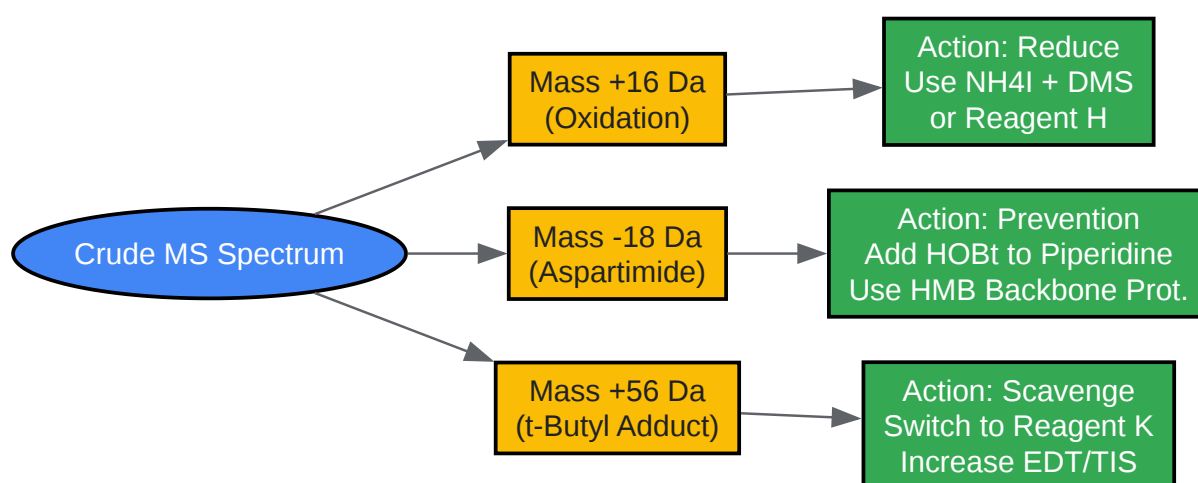 Crude MS Spectrum
Mass +16 Da
(Oxidation)
Action: Reduce
Use NH4I + DMS
or Reagent H
Mass -18 Da
(Aspartimide)
Action: Prevention
Add HOBt to Piperidine
Use HMB Backbone Prot.
Mass +56 Da
(t-Butyl Adduct)
Action: Scavenge
Switch to Reagent K
Increase EDT/TIS